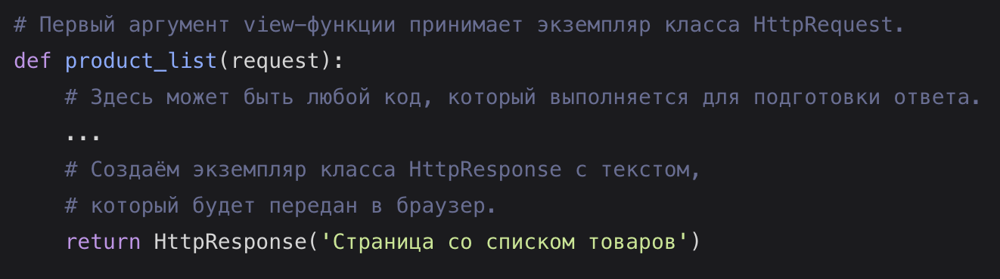 # Первый аргумент view-функции принимает экземпляр класса HttpRequest.
def product_list(request):
    # Здесь может быть любой код, который выполняется для подготовки ответа.
    ...
    # Создаём экземпляр класса HttpResponse с текстом,
    # который будет передан в браузер.
    return HttpResponse('Страница со списком товаров')